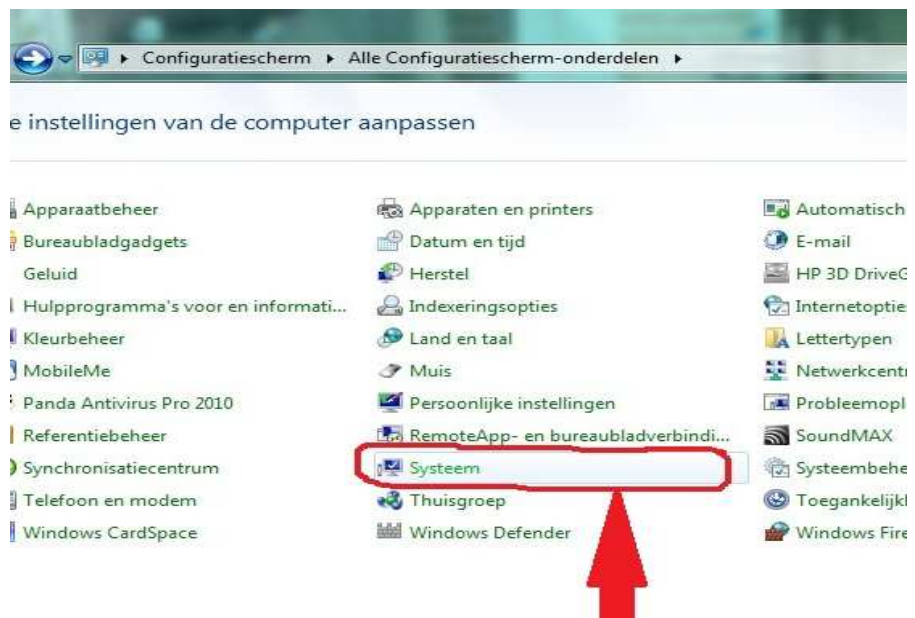 Configuratiescherm Alle Configuratiescherm-onderdelen
e instellingen van de computer aanpassen
Apparaatbeheer
Bureaubladgadgets
Geluid
Hulpprogramma's voor en informati...
Kleurbeheer
MobileMe
Panda Antivirus Pro 2010
Referentiebeheer
Synchronisatiecentrum
Telefoon en modem
Windows CardSpace
Apparaten en printers
Datum en tijd
Herstel
Indexeringsopties
Land en taal
Muis
Persoonlijke instellingen
RemoteApp- en bureaubladverbindi...
Systeem
Thuisgroep
Windows Defender
Automatisch
E-mail
HP 3D DriveG
Internetopties
Lettertypen
Netwerkcentr
Probleemopl
SoundMAX
Systeembehe
Toegankelijkh
Windows Fire